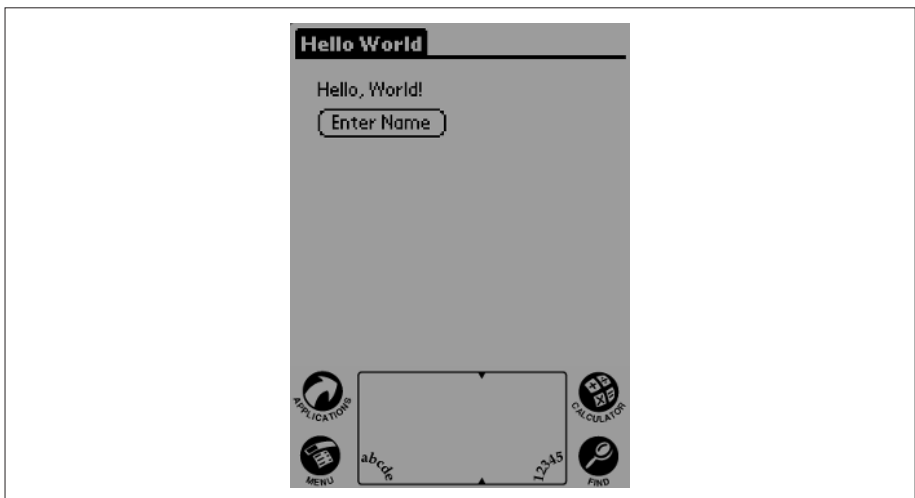 Hello World
Hello, World!
Enter Name
APPLICATIONS
CALCULATOR
abcde
12345
MENU
FIND